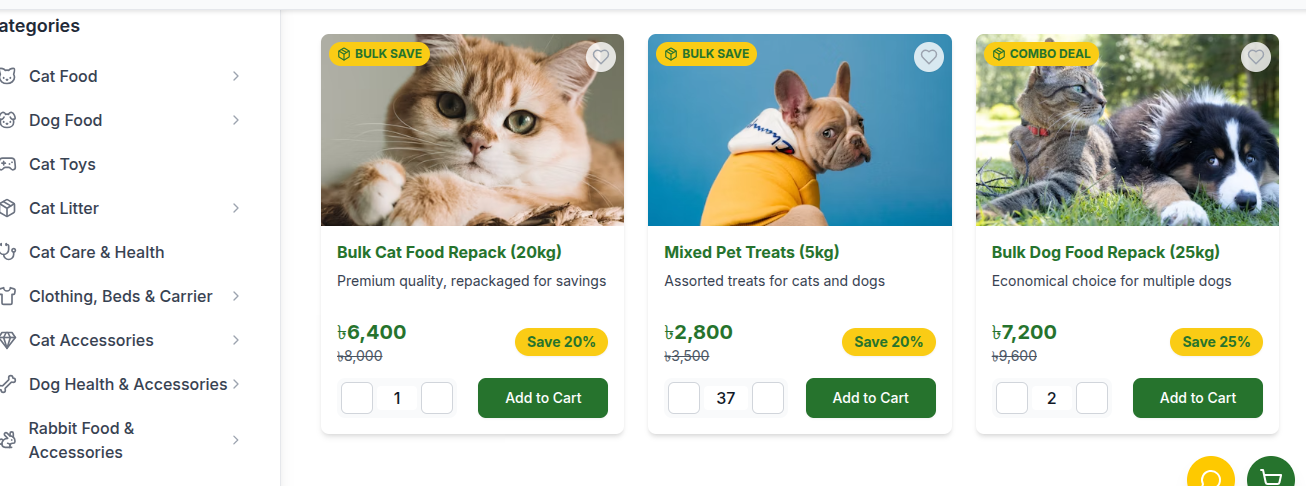 ategories
Cat Food
Dog Food
Cat Toys
Cat Litter
Cat Care & Health
Clothing, Beds & Carrier
Cat Accessories
Dog Health & Accessories
Rabbit Food &
Accessories
BULK SAVE
Bulk Cat Food Repack (20kg)
Premium quality, repackaged for savings
৳6,400
৳8,000
Save 20%
1
Add to Cart
BULK SAVE
Mixed Pet Treats (5kg)
Assorted treats for cats and dogs
৳2,800
৳3,500
Save 20%
37
Add to Cart
COMBO DEAL
Bulk Dog Food Repack (25kg)
Economical choice for multiple dogs
৳7,200
৳9,600
Save 25%
2
Add to Cart